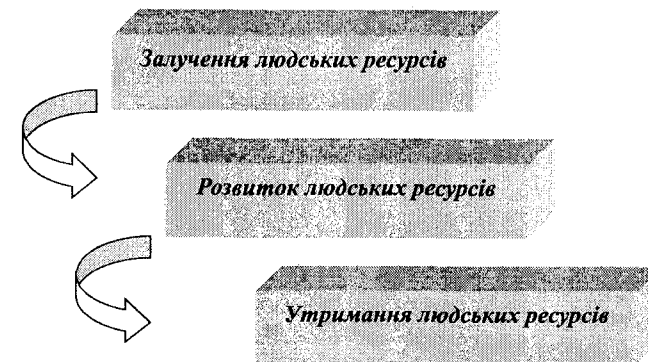 Залучення людських ресурсів
Розвиток людських ресурсів
Утримання людських ресурсів